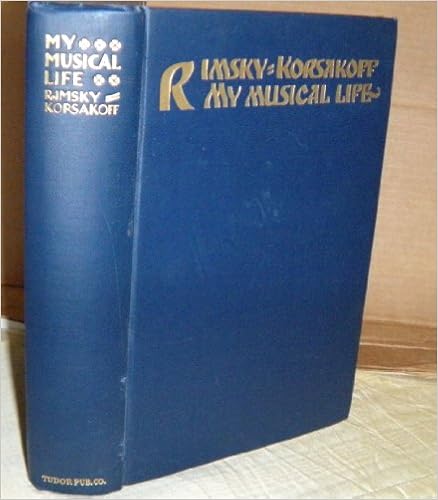 MY
MUSICAL
LIFE
RIMSKY
KORSAKOFF
TUDOR PUB. CO.
RIMSKY=KORSAKOFF
MY MUSICAL LIFE